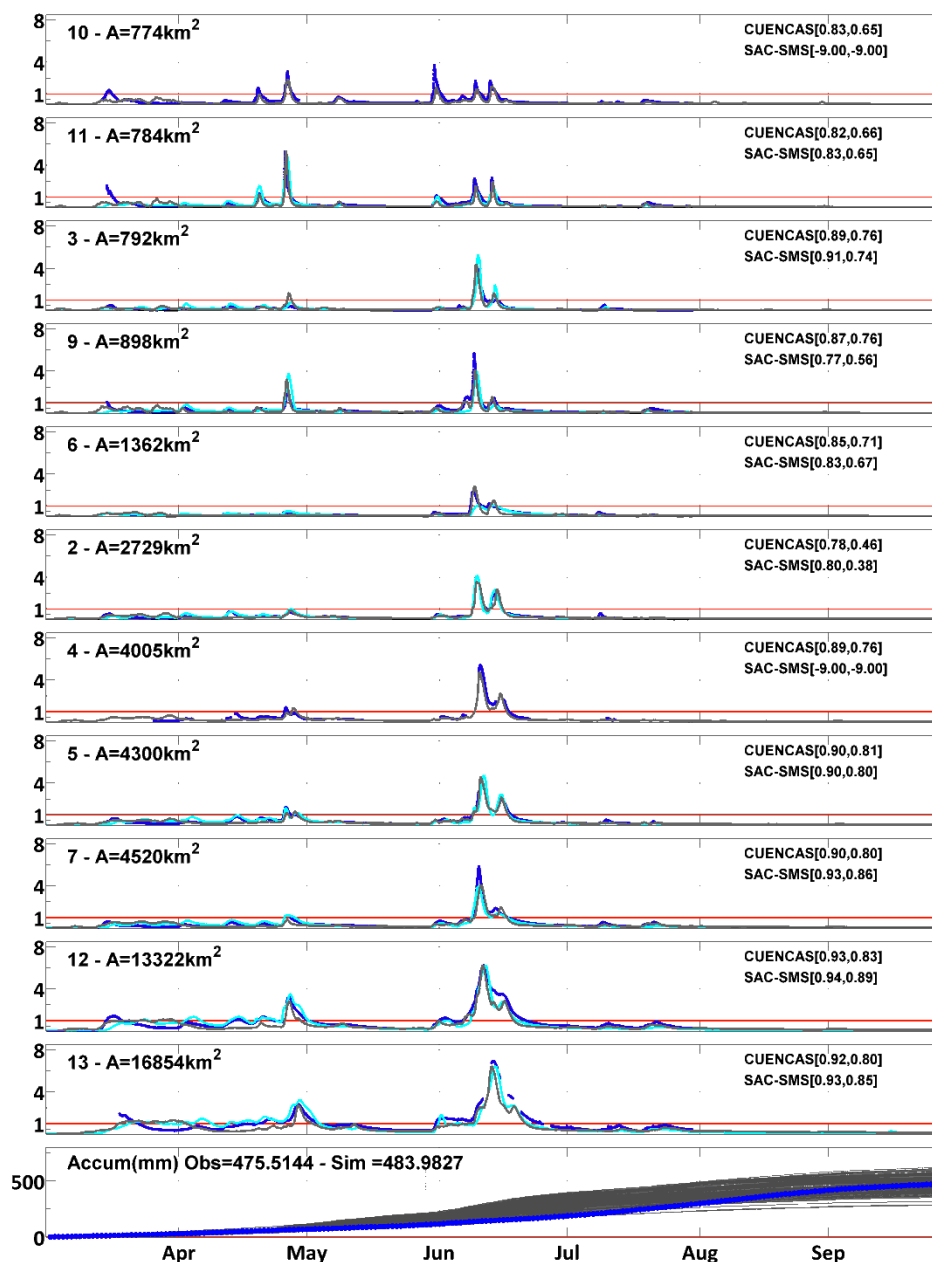 8
10 - A=774km²
CUENCAS[0.83,0.65]
4
SAC-SMS[-9.00,-9.00]
1
8
11 - A=784km²
CUENCAS[0.82,0.66]
4
SAC-SMS[0.83,0.65]
1
8
3 - A=792km²
CUENCAS[0.89,0.76]
4
SAC-SMS[0.91,0.74]
1
8
9 - A=898km²
CUENCAS[0.87,0.76]
4
SAC-SMS[0.77,0.56]
1
8
6 - A=1362km²
CUENCAS[0.85,0.71]
4
SAC-SMS[0.83,0.67]
1
8
2 - A=2729km²
CUENCAS[0.78,0.46]
4
SAC-SMS[0.80,0.38]
1
8
4 - A=4005km²
CUENCAS[0.89,0.76]
4
SAC-SMS[-9.00,-9.00]
1
8
5 - A=4300km²
CUENCAS[0.90,0.81]
4
SAC-SMS[0.90,0.80]
1
8
7 - A=4520km²
CUENCAS[0.90,0.80]
4
SAC-SMS[0.93,0.86]
1
8
12 - A=13322km²
CUENCAS[0.93,0.83]
4
SAC-SMS[0.94,0.89]
1
8
13 - A=16854km²
CUENCAS[0.92,0.80]
4
SAC-SMS[0.93,0.85]
1
Accum(mm) Obs=475.5144 - Sim =483.9827
500
0
Apr May Jun Jul Aug Sep